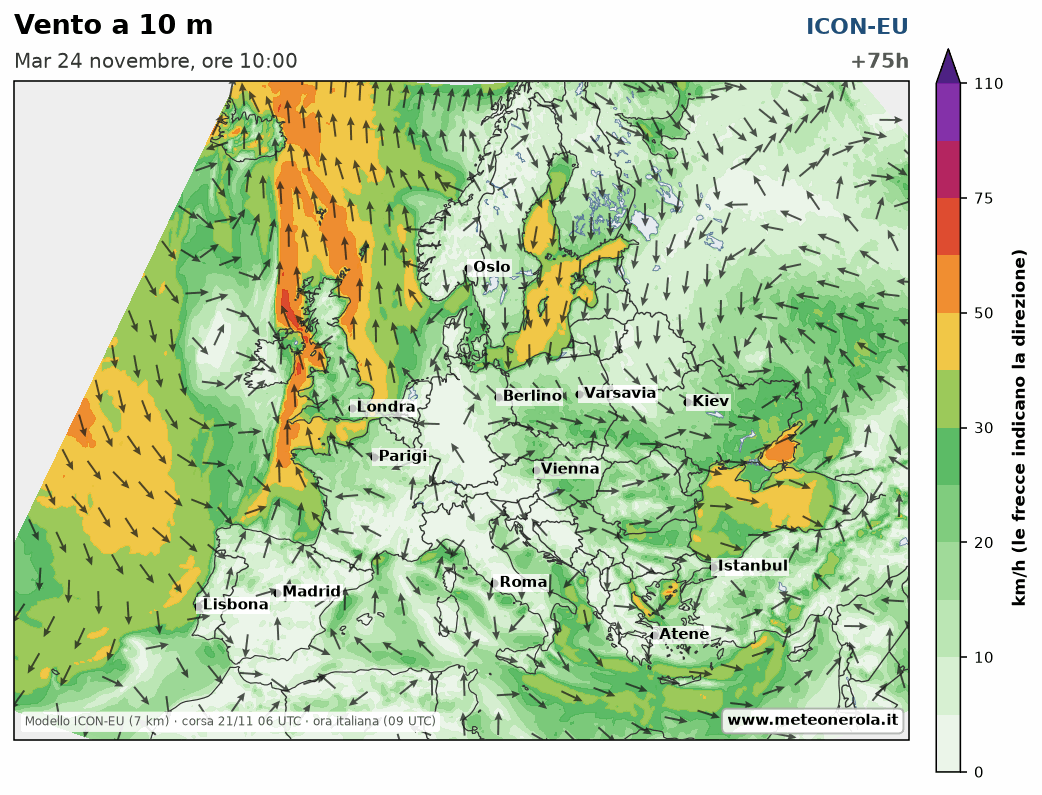 Vento a 10 m
ICON-EU
Mar 24 novembre, ore 10:00
+75h
110
75
50
30
20
10
0
km/h (le frecce indicano la direzione)
Oslo
Londra
Berlino
Varsavia
Kiev
Parigi
Vienna
Istanbul
Roma
Madrid
Lisbona
Atene
Modello ICON-EU (7 km) · corsa 21/11 06 UTC · ora italiana (09 UTC)
www.meteonerola.it